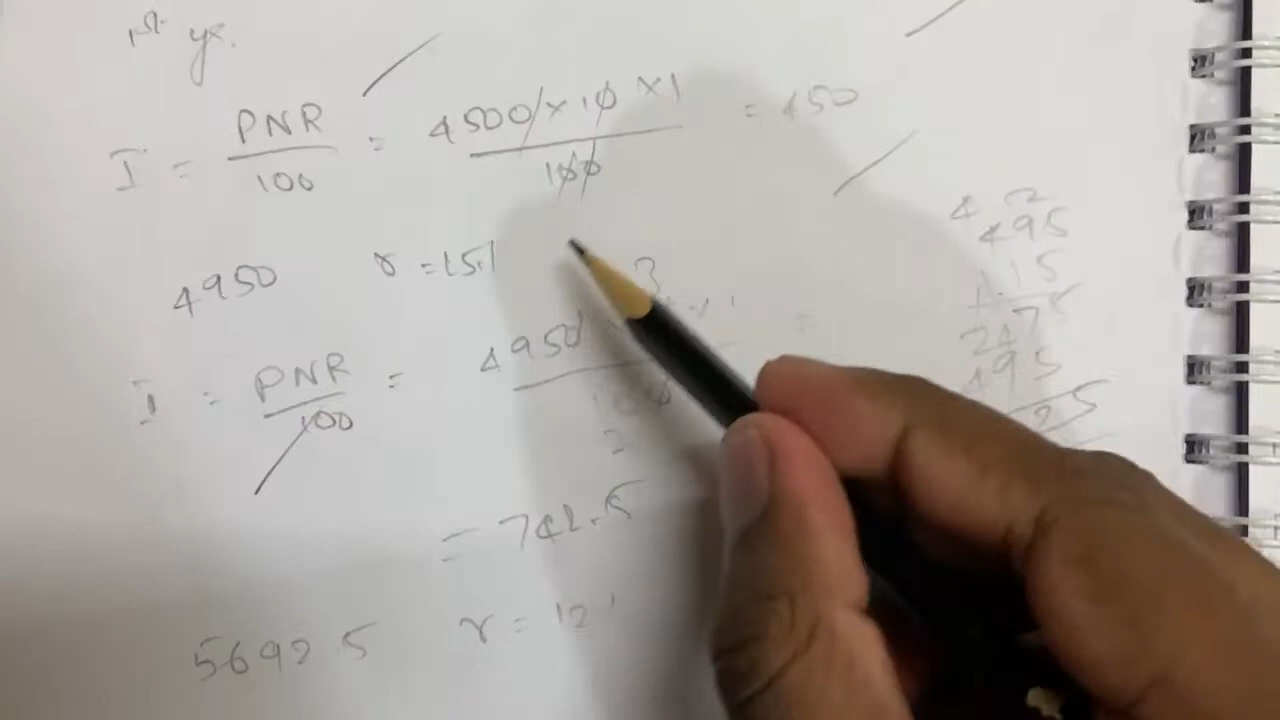 1st yr.
I = PNR/100 = 4500 × 10 × 1/100 = 450
4950 r = 15%
I = PNR/100 = 4950
= 742.5
5692 5 r = 12
495
15
2475
495